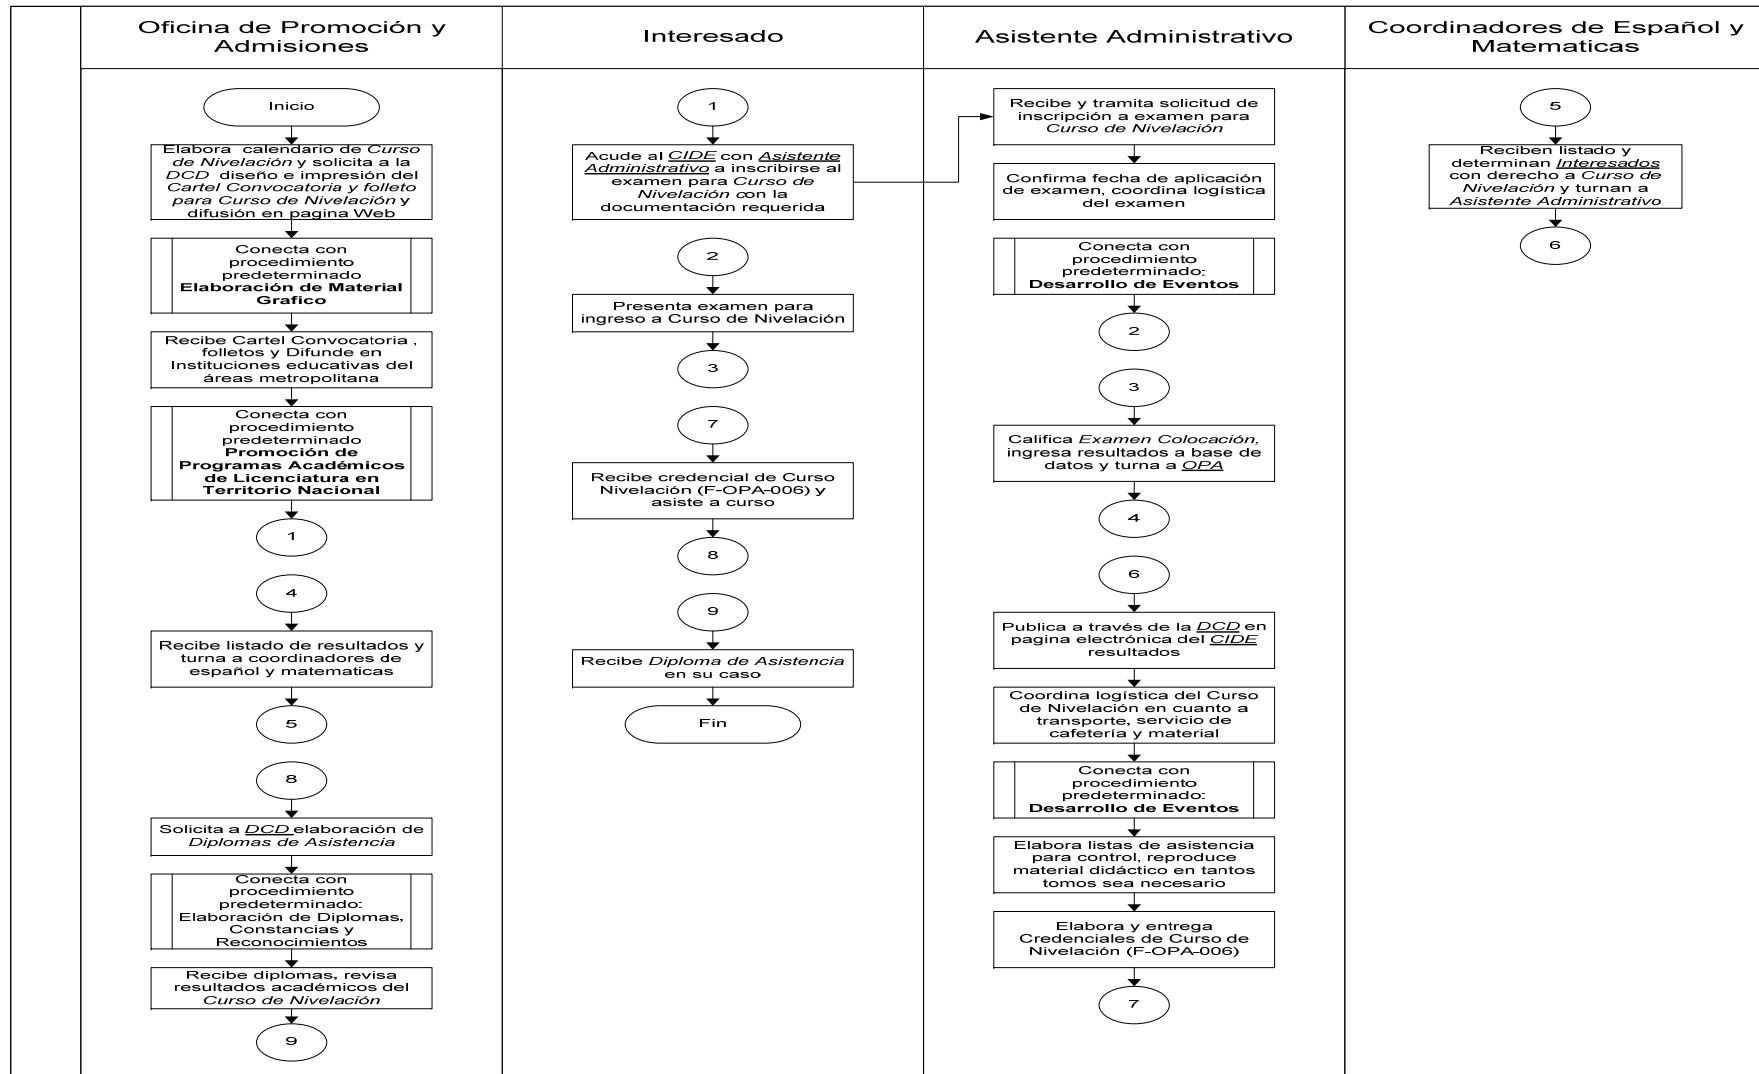 Oficina de Promoción y
Admisiones
Interesado
Asistente Administrativo
Coordinadores de Español y
Matematicas
Inicio
Elabora calendario de Curso
de Nivelación y solicita a la
DCD diseño e impresión del
Cartel Convocatoria y folleto
para Curso de Nivelación y
difusión en pagina Web
Conecta con
procedimiento
predeterminado
Elaboración de Material
Grafico
Recibe Cartel Convocatoria ,
folletos y Difunde en
Instituciones educativas del
áreas metropolitana
Conecta con
procedimiento
predeterminado
Promoción de
Programas Académicos
de Licenciatura en
Territorio Nacional
1
4
Recibe listado de resultados y
turna a coordinadores de
español y matematicas
5
8
Solicita a DCD elaboración de
Diplomas de Asistencia
Conecta con
procedimiento
predeterminado:
Elaboración de Diplomas,
Constancias y
Reconocimientos
Recibe diplomas, revisa
resultados académicos del
Curso de Nivelación
9
1
Acude al CIDE con Asistente
Administrativo a inscribirse al
examen para Curso de
Nivelación con la
documentación requerida
2
Presenta examen para
ingreso a Curso de Nivelación
3
7
Recibe credencial de Curso
Nivelación (F-OPA-006) y
asiste a curso
8
9
Recibe Diploma de Asistencia
en su caso
Fin
Recibe y tramita solicitud de
inscripción a examen para
Curso de Nivelación
Confirma fecha de aplicación
de examen, coordina logística
del examen
Conecta con
procedimiento
predeterminado:
Desarrollo de Eventos
2
3
Califica Examen Colocación,
ingresa resultados a base de
datos y turna a OPA
4
6
Publica a través de la DCD en
pagina electrónica del CIDE
resultados
Coordina logística del Curso
de Nivelación en cuanto a
transporte, servicio de
cafetería y material
Conecta con
procedimiento
predeterminado:
Desarrollo de Eventos
Elabora listas de asistencia
para control, reproduce
material didáctico en tantos
tomos sea necesario
Elabora y entrega
Credenciales de Curso de
Nivelación (F-OPA-006)
7
5
Reciben listado y
determinan Interesados
con derecho a Curso de
Nivelación y turnan a
Asistente Administrativo
6